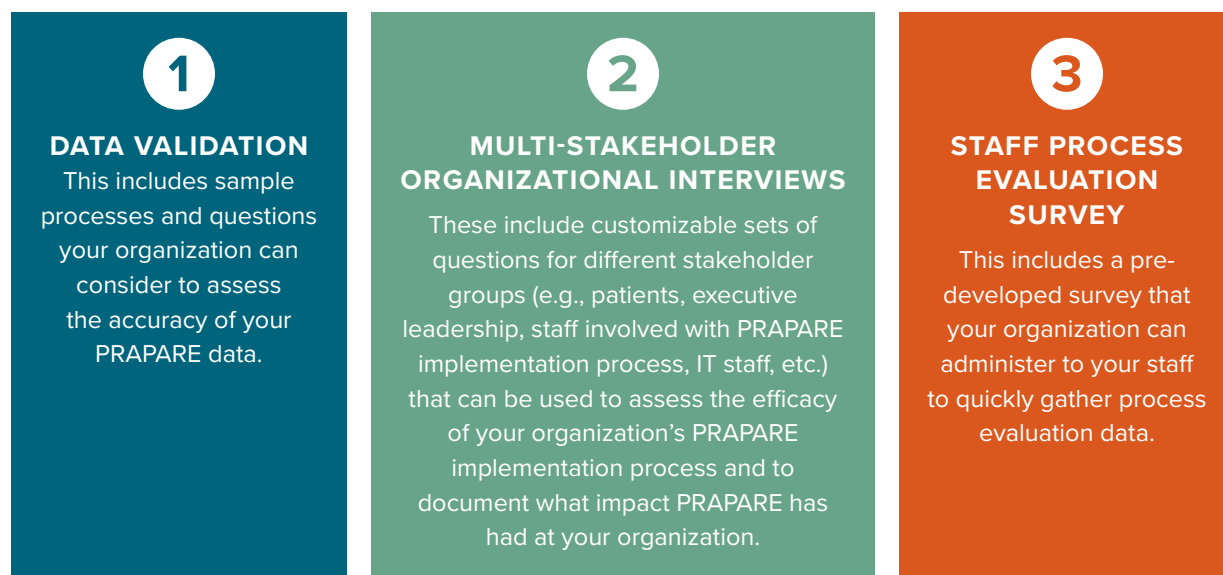 1
DATA VALIDATION
This includes sample
processes and questions
your organization can
consider to assess
the accuracy of your
PRAPARE data.
2
MULTI-STAKEHOLDER
ORGANIZATIONAL INTERVIEWS
These include customizable sets of
questions for different stakeholder
groups (e.g., patients, executive
leadership, staff involved with PRAPARE
implementation process, IT staff, etc.)
that can be used to assess the efficacy
of your organization’s PRAPARE
implementation process and to
document what impact PRAPARE has
had at your organization.
3
STAFF PROCESS
EVALUATION
SURVEY
This includes a pre-
developed survey that
your organization can
administer to your staff
to quickly gather process
evaluation data.